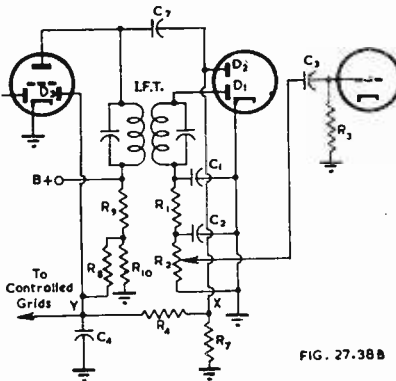 C7
D2
D1
C3
D3
I.F.T.
R3
B+
C1
R9
R1
C2
R8
R10
R2
To
Controlled
Grids
Y
X
R4
C4
R7
FIG. 27.38B